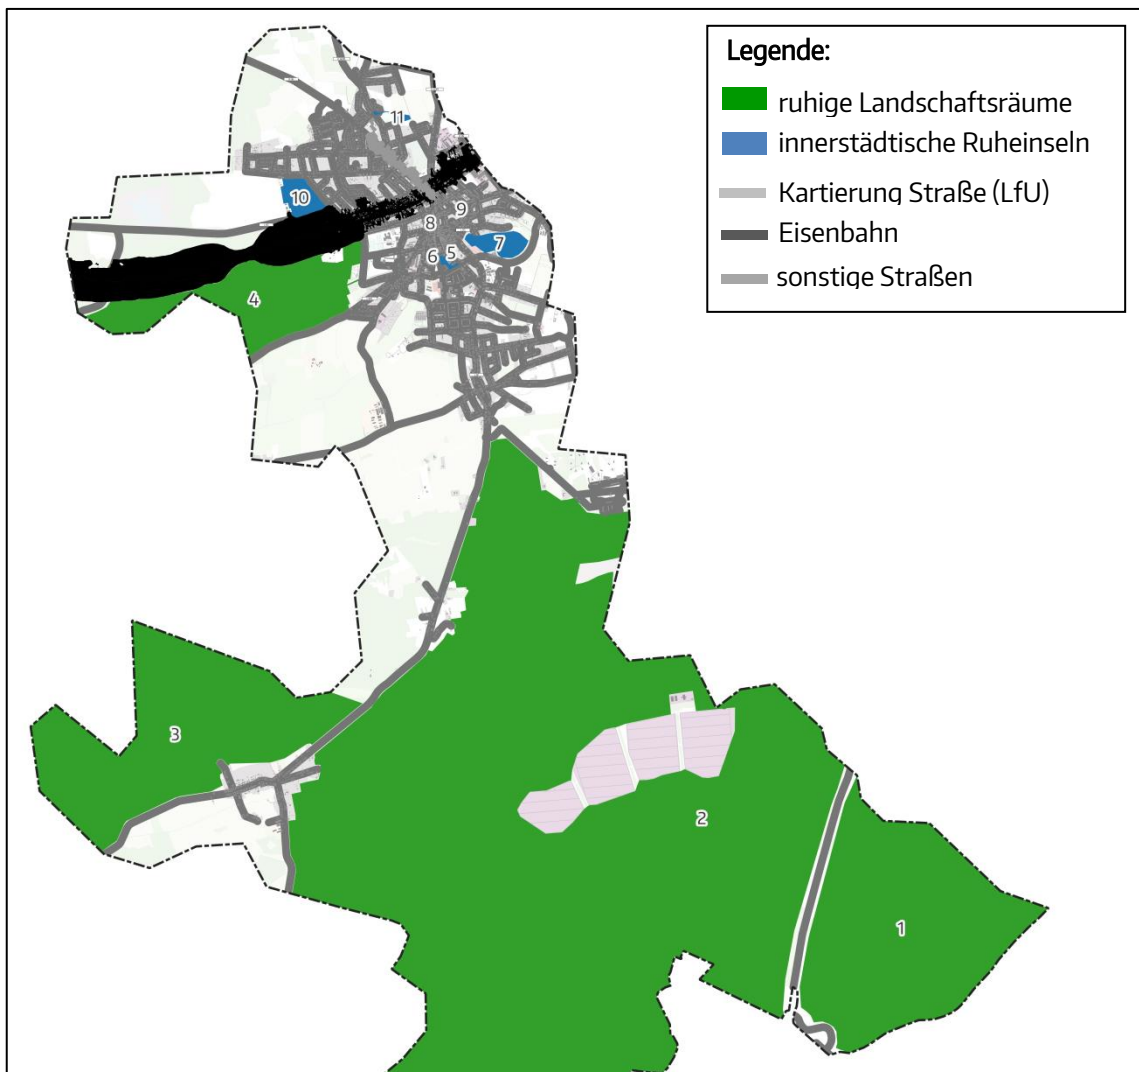 Legende:
ruhige Landschaftsräume
innerstädtische Ruheinseln
Kartierung Straße (LfU)
Eisenbahn
sonstige Straßen
11
10
9
8
7
6
5
4
3
2
1